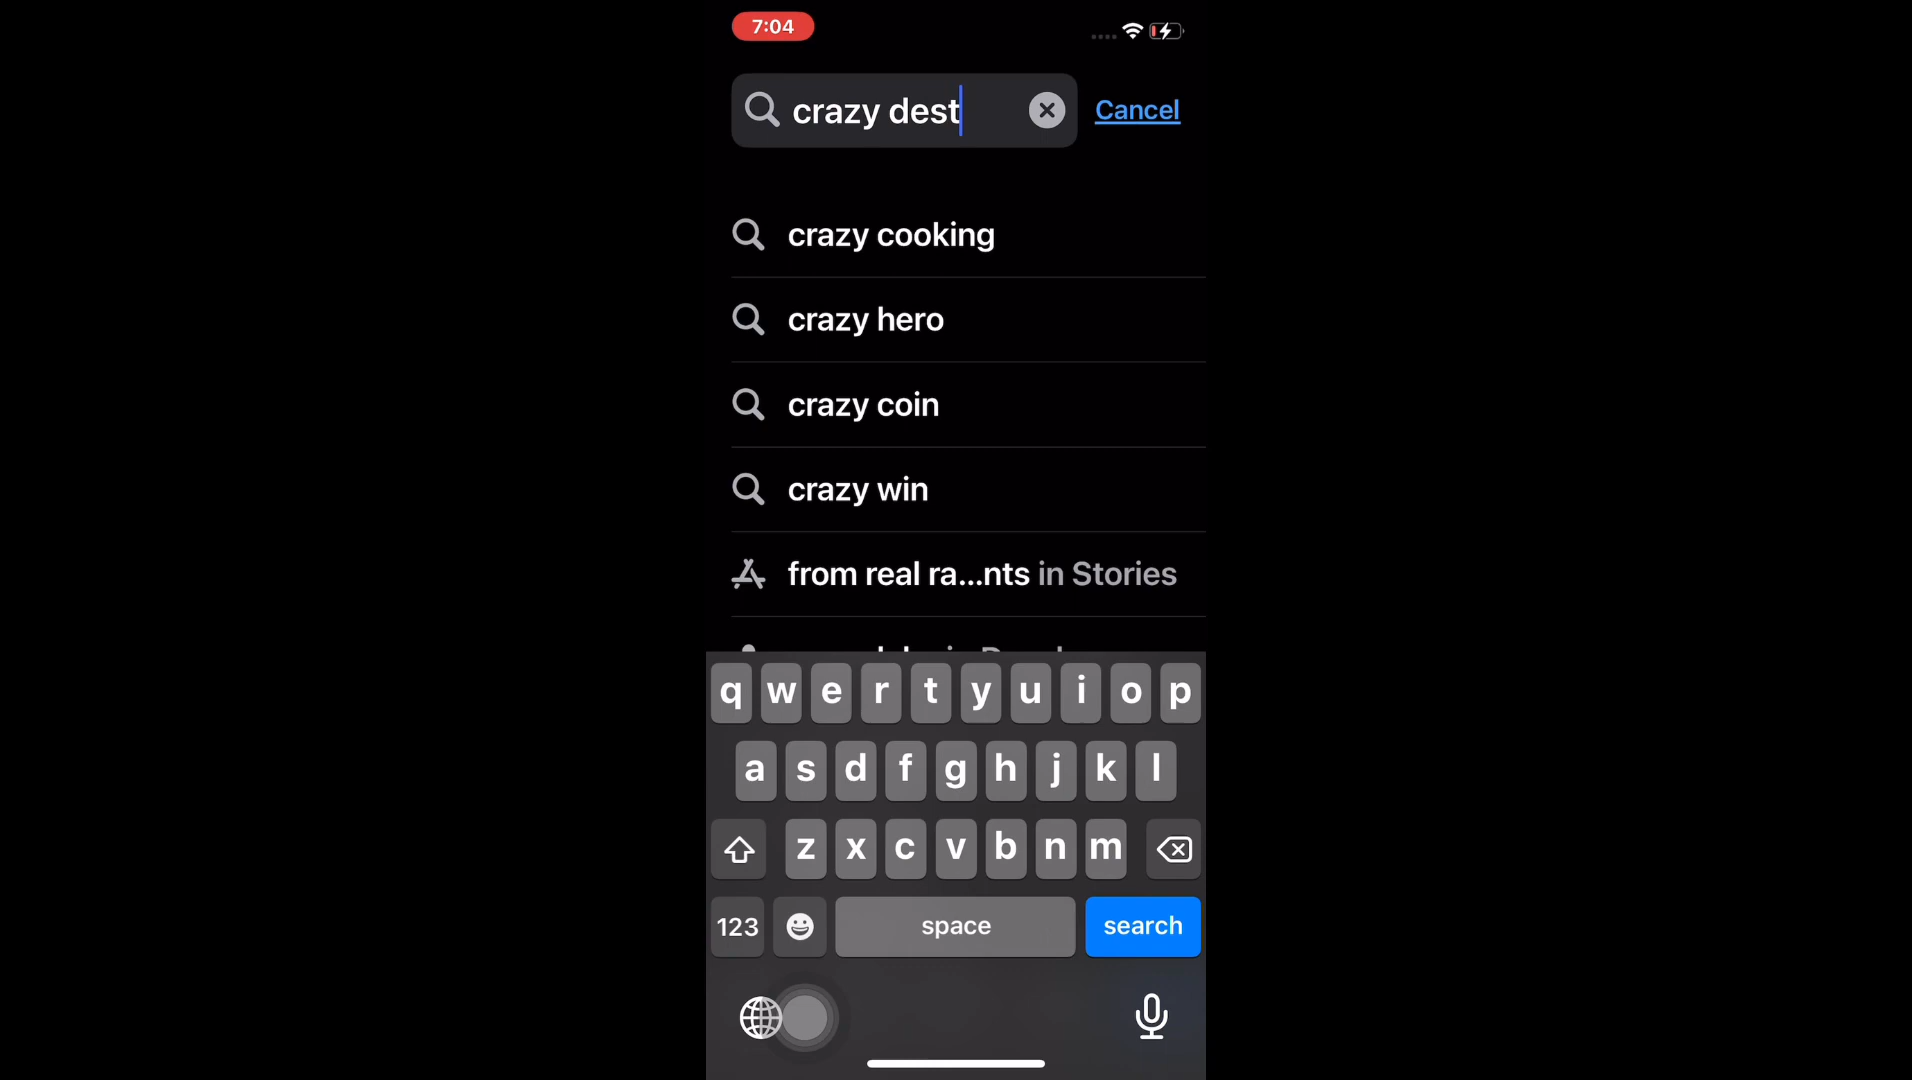 7:04
crazy dest Cancel
crazy cooking
crazy hero
crazy coin
crazy win
from real ra...nts in Stories
q w e r t y u i o p
a s d f g h j k l
z x c v b n m
123 space search